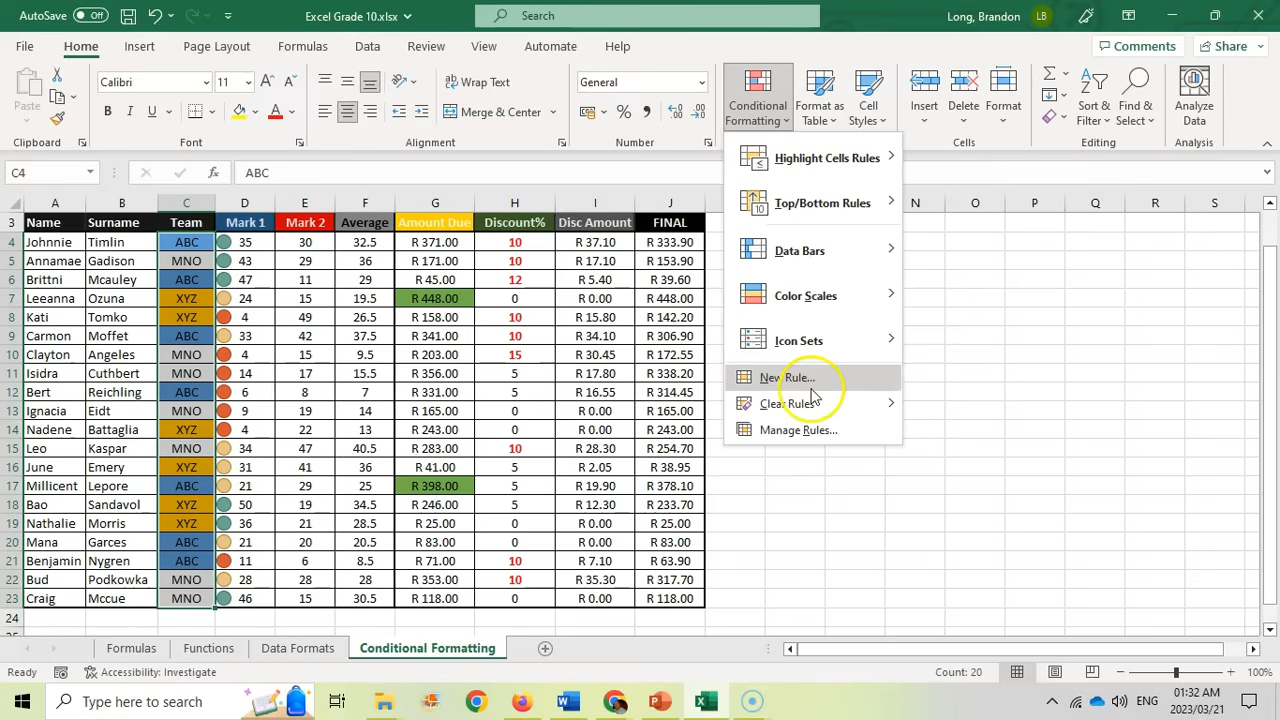 AutoSave Off Excel Grade 10.xlsx Search Long, Brandon LB
File Home Insert Page Layout Formulas Data Review View Automate Help Comments Share
Calibri 11 Wrap Text General
Paste B I U A Merge & Center % , Conditional Formatting Format as Table Cell Styles Insert Delete Format Sort & Filter Find & Select Analyze Data
Clipboard Font Alignment Number Cells Editing Analysis
C4 fx ABC
Highlight Cells Rules
Top/Bottom Rules
Data Bars
Color Scales
Icon Sets
New Rule...
Clear Rules
Manage Rules...
A B C D E F G H I J N O P Q R S
3 Name Surname Team Mark 1 Mark 2 Average Amount Due Discount% Disc Amount FINAL
4 Johnnie Timlin ABC 35 30 32.5 R 371.00 10 R 37.10 R 333.90
5 Annamae Gadison MNO 43 29 36 R 171.00 10 R 17.10 R 153.90
6 Brittni Mcauley ABC 47 11 29 R 45.00 12 R 5.40 R 39.60
7 Leeanna Ozuna XYZ 24 15 19.5 R 448.00 0 R 0.00 R 448.00
8 Kati Tomko XYZ 4 49 26.5 R 158.00 10 R 15.80 R 142.20
9 Carmon Moffet ABC 33 42 37.5 R 341.00 10 R 34.10 R 306.90
10 Clayton Angeles MNO 4 15 9.5 R 203.00 15 R 30.45 R 172.55
11 Isidra Cuthbert MNO 14 17 15.5 R 356.00 5 R 17.80 R 338.20
12 Bert Reichling ABC 6 8 7 R 331.00 5 R 16.55 R 314.45
13 Ignacia Eidt MNO 9 19 14 R 165.00 0 R 0.00 R 165.00
14 Nadene Battaglia XYZ 4 22 13 R 243.00 0 R 0.00 R 243.00
15 Leo Kaspar MNO 34 47 40.5 R 283.00 10 R 28.30 R 254.70
16 June Emery XYZ 31 41 36 R 41.00 5 R 2.05 R 38.95
17 Millicent Lepore ABC 21 29 25 R 398.00 5 R 19.90 R 378.10
18 Bao Sandavol XYZ 50 19 34.5 R 246.00 5 R 12.30 R 233.70
19 Nathalie Morris XYZ 36 21 28.5 R 25.00 0 R 0.00 R 25.00
20 Mana Garces ABC 21 20 20.5 R 83.00 0 R 0.00 R 83.00
21 Benjamin Nygren ABC 11 6 8.5 R 71.00 10 R 7.10 R 63.90
22 Bud Podkowka MNO 28 28 28 R 353.00 10 R 35.30 R 317.70
23 Craig Mccue MNO 46 15 30.5 R 118.00 0 R 0.00 R 118.00
24
Formulas Functions Data Formats Conditional Formatting
Ready Accessibility: Investigate Count: 20 100%
Type here to search ENG 01:32 AM
2023/03/21